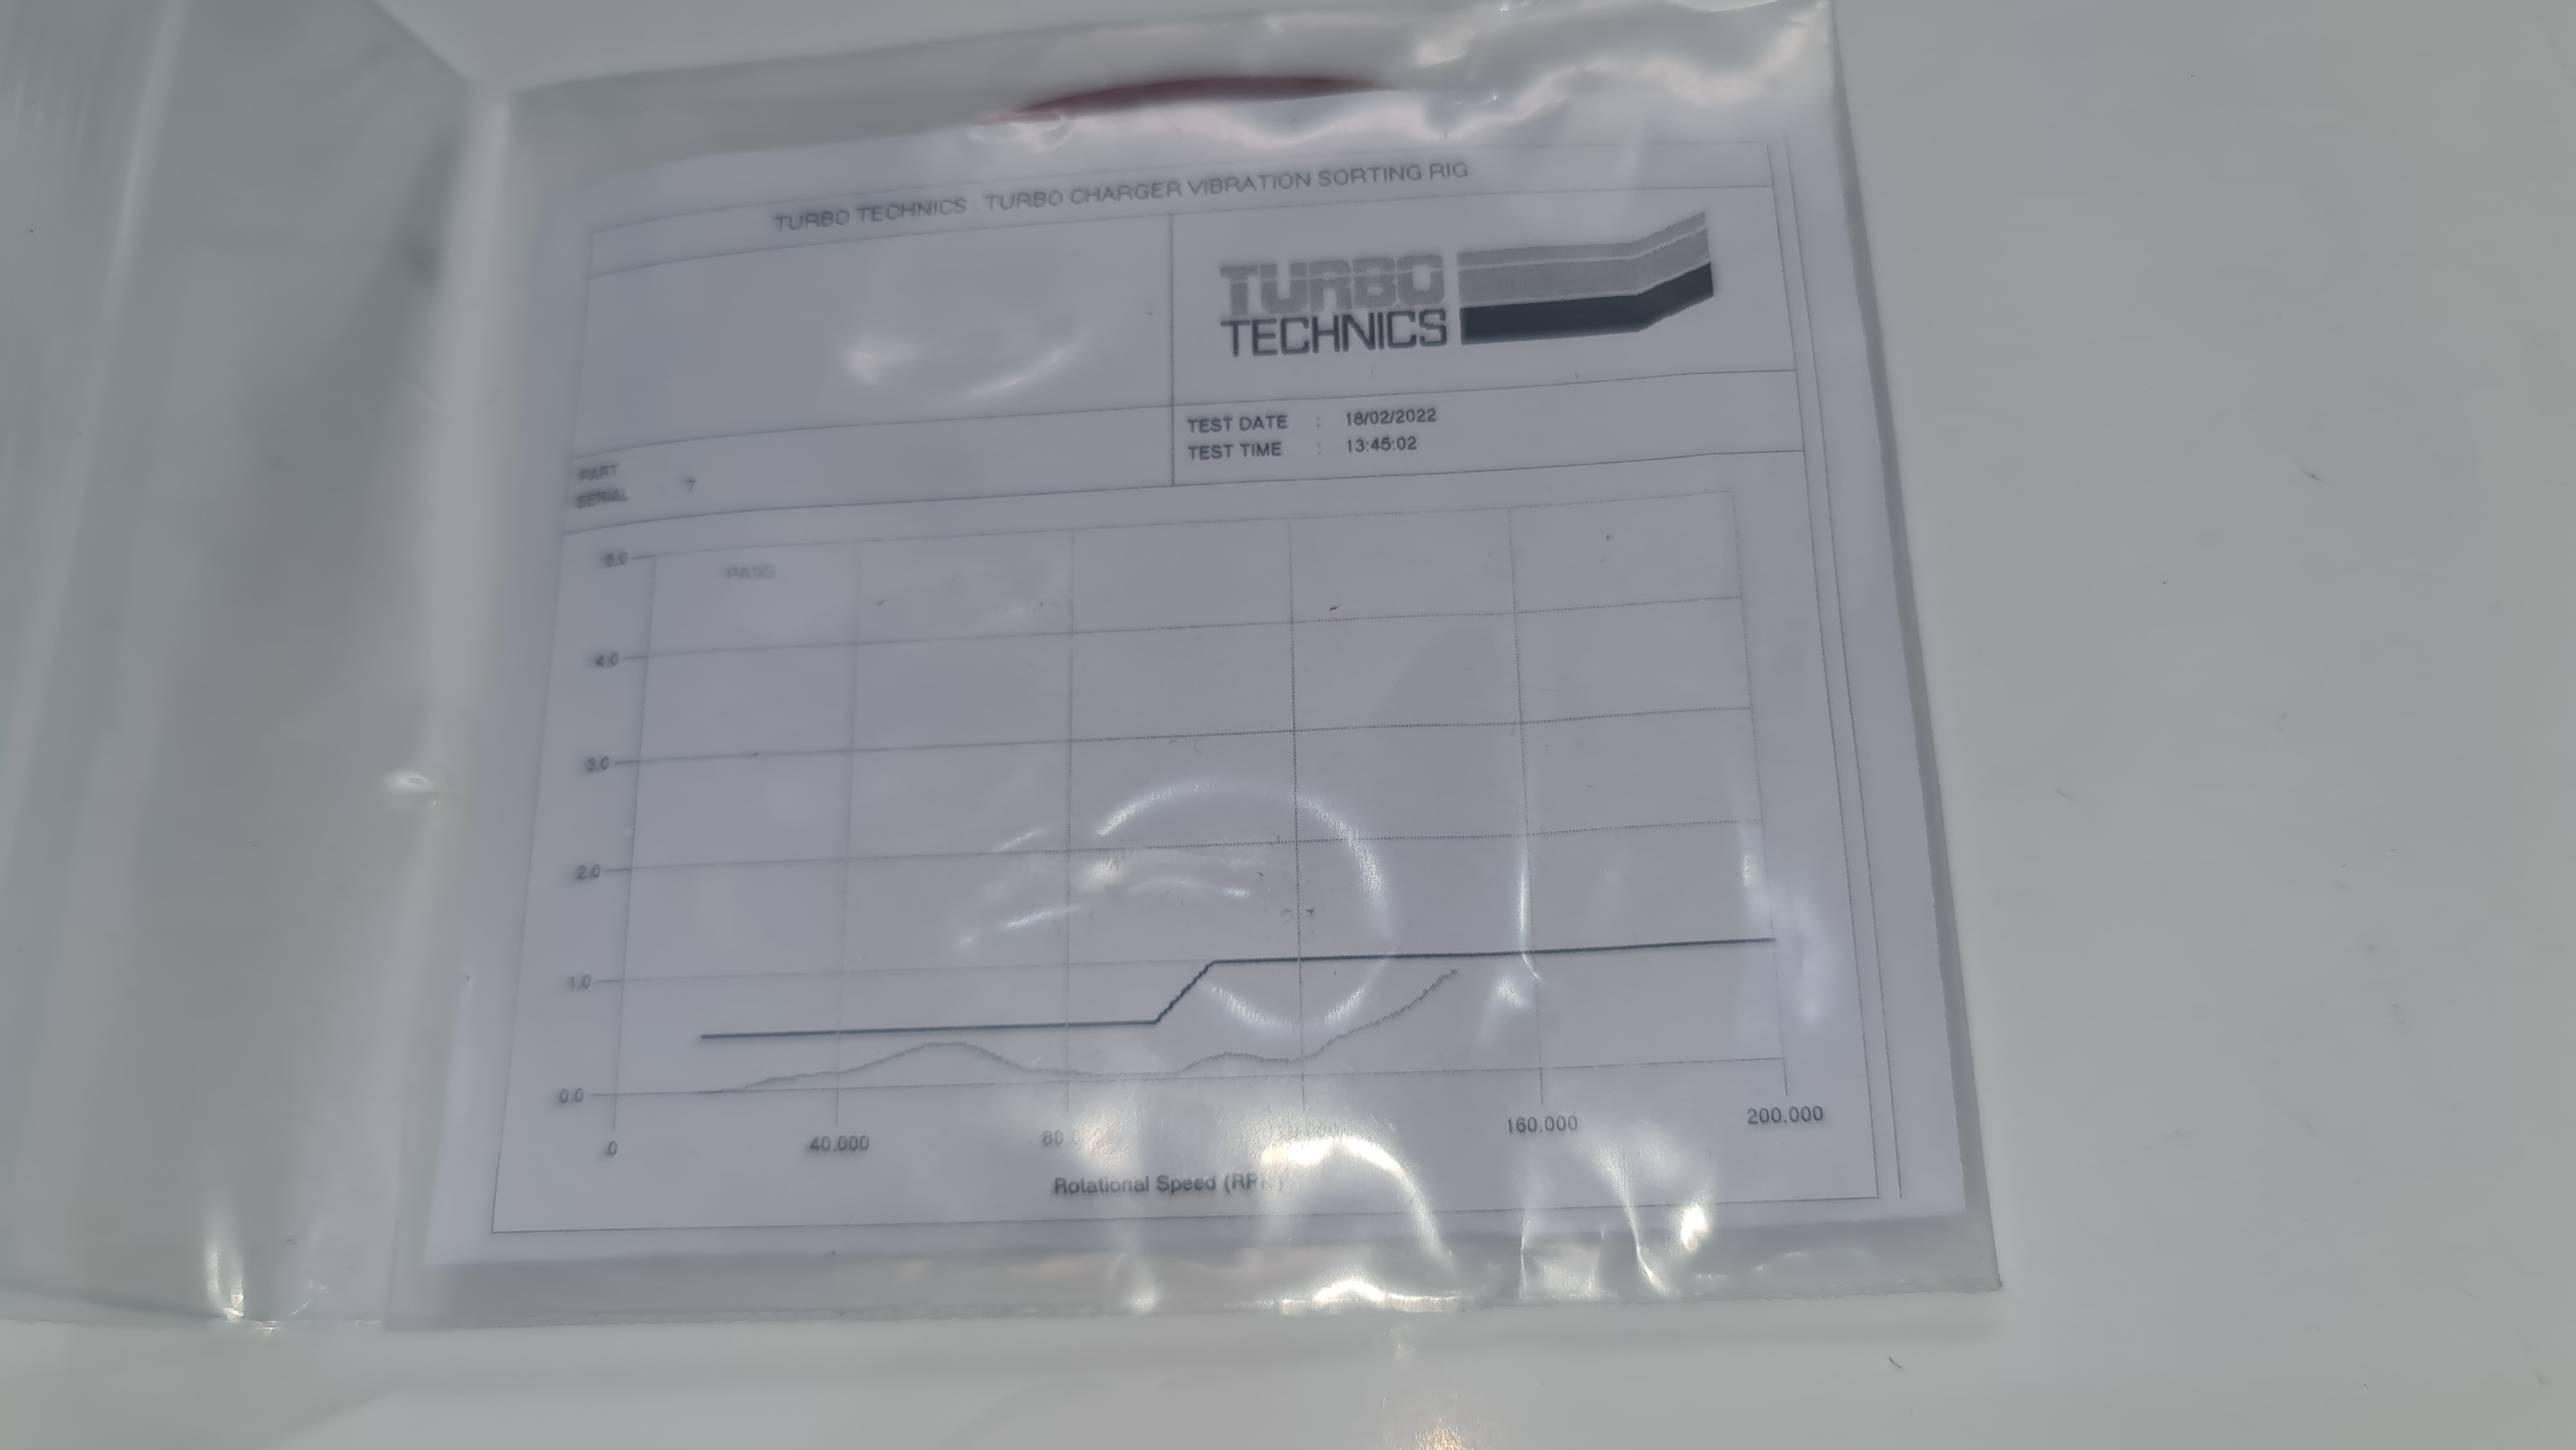 TURBO TECHNICS : TURBO CHARGER VIBRATION SORTING RIG
TURBO
TECHNICS
TEST DATE : 18/02/2022
TEST TIME : 13:45:02
PART
SERIAL 7
5.0
PASS
4.0
3.0
2.0
1.0
0.0
0
40,000
160,000
200,000
Rotational Speed